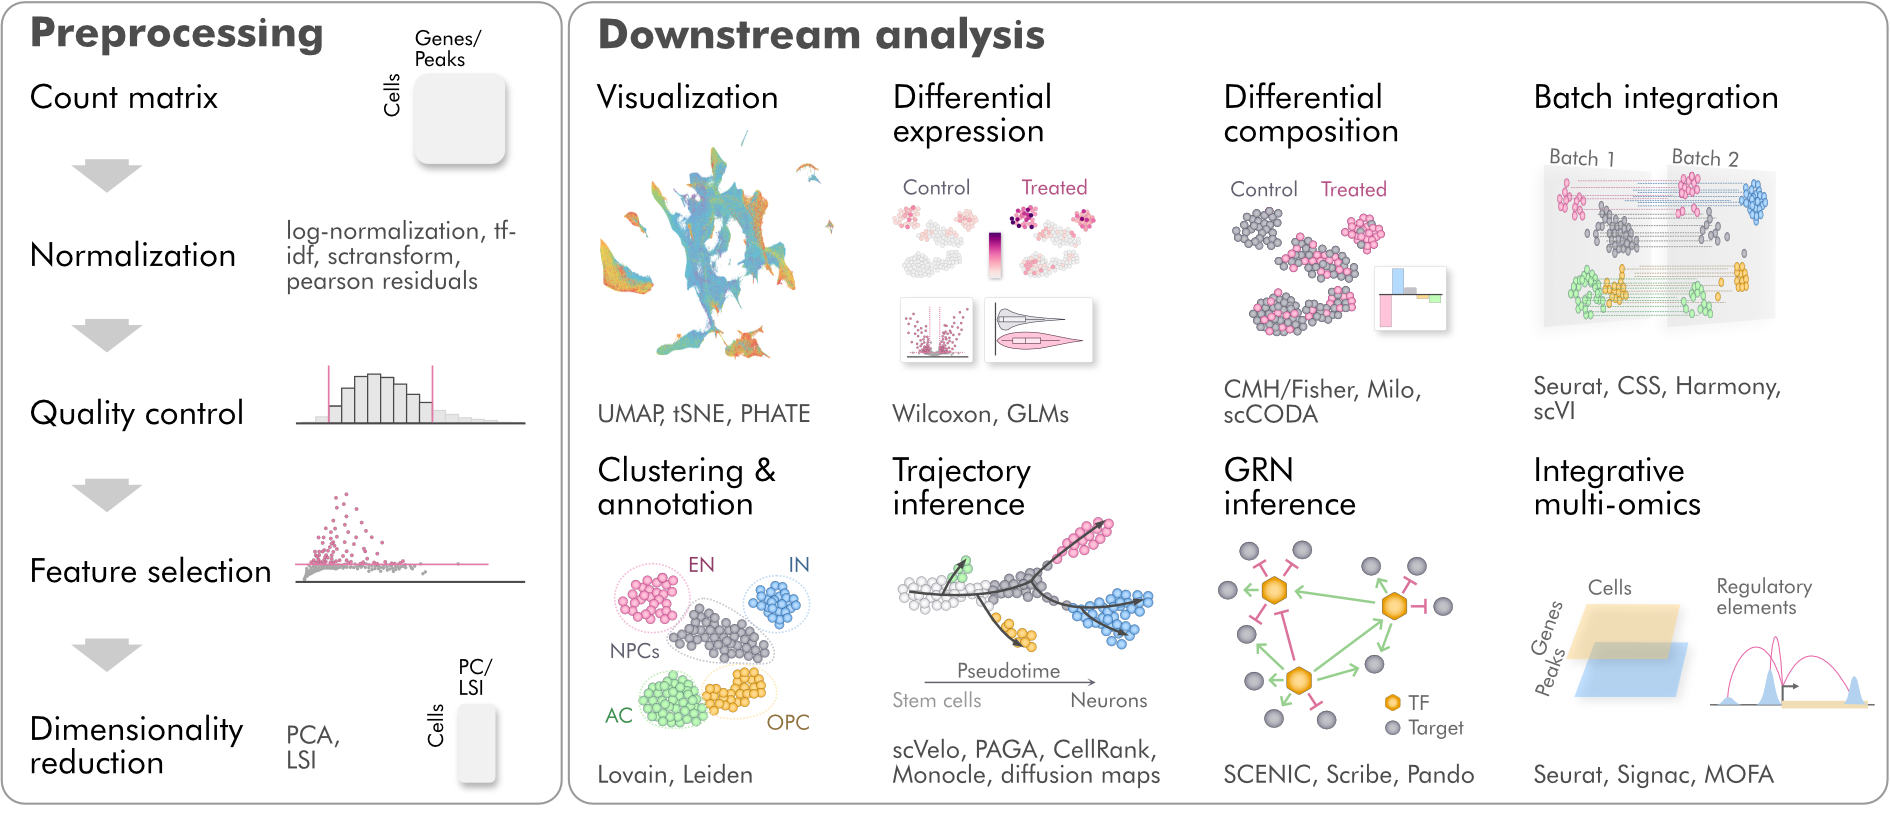 Preprocessing
Genes/
Peaks
Cells
Count matrix
Normalization
log-normalization, tf-
idf, sctransform,
pearson residuals
Quality control
Feature selection
Dimensionality
reduction
PCA,
LSI
PC/
LSI
Cells
Downstream analysis
Visualization
UMAP, tSNE, PHATE
Differential
expression
Control
Treated
Wilcoxon, GLMs
Differential
composition
Control
Treated
CMH/Fisher, Milo,
scCODA
Batch integration
Batch 1
Batch 2
Seurat, CSS, Harmony,
scVI
Clustering &
annotation
EN
IN
NPCs
AC
OPC
Lovain, Leiden
Trajectory
inference
Pseudotime
Stem cells
Neurons
scVelo, PAGA, CellRank,
Monocle, diffusion maps
GRN
inference
TF
Target
SCENIC, Scribe, Pando
Integrative
multi-omics
Cells
Genes
Peaks
Regulatory
elements
Seurat, Signac, MOFA